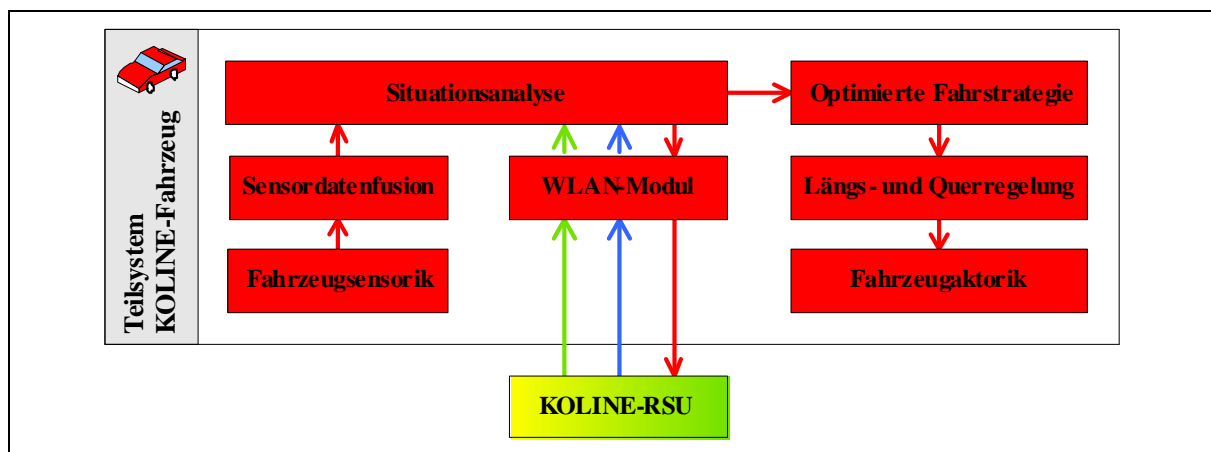 Teilsystem
KOLINE-Fahrzeug
Situationsanalyse
Optimierte Fahrstrategie
Sensordatenfusion
WLAN-Modul
Längs- und Querregelung
Fahrzeugsensorik
Fahrzeugaktorik
KOLINE-RSU